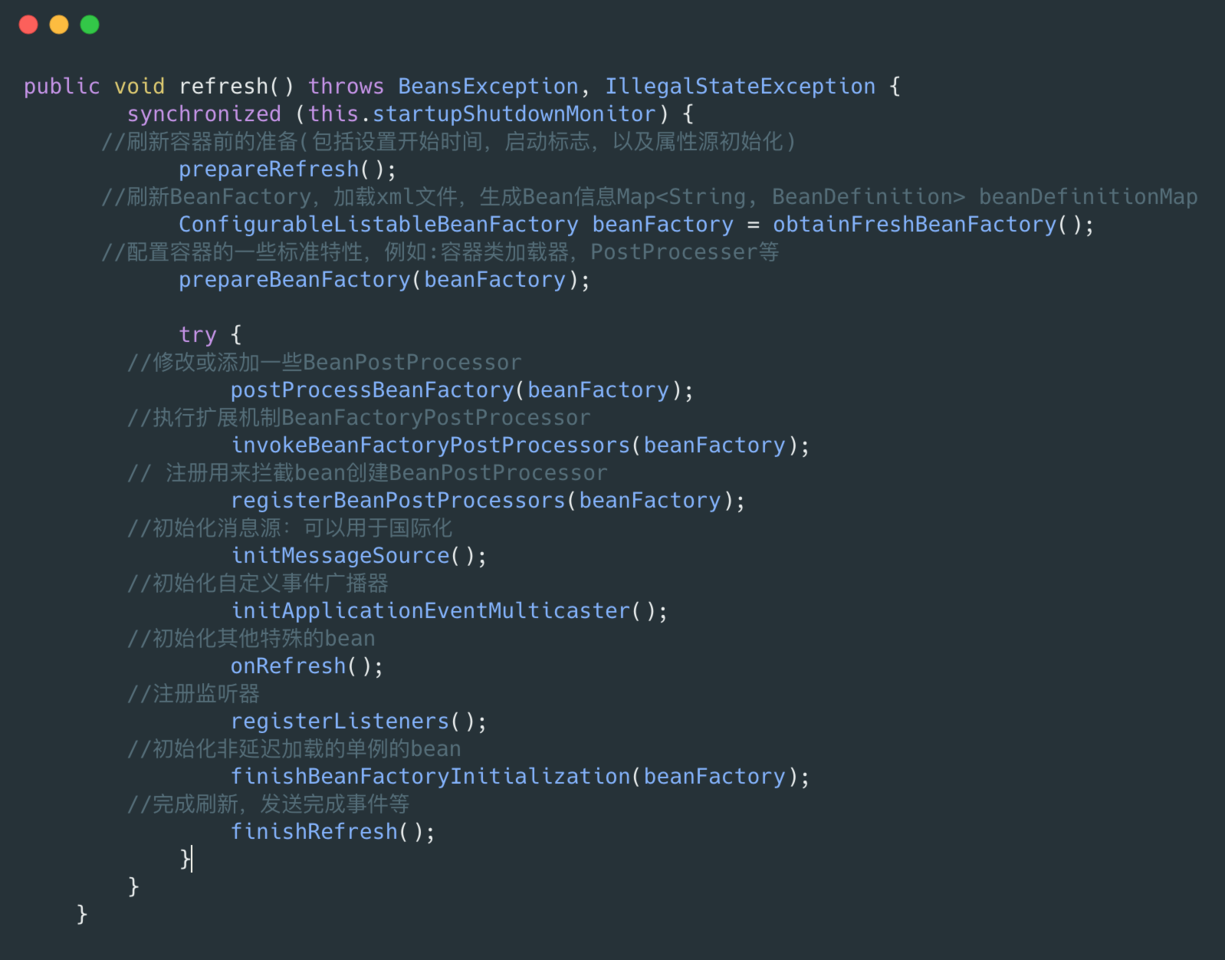 public void refresh() throws BeansException, IllegalStateException {
synchronized (this.startupShutdownMonitor) {
//刷新容器前的准备(包括设置开始时间，启动标志，以及属性源初始化)
prepareRefresh();
//刷新BeanFactory，加载xml文件，生成Bean信息Map<String, BeanDefinition> beanDefinitionMap
ConfigurableListableBeanFactory beanFactory = obtainFreshBeanFactory();
//配置容器的一些标准特性，例如:容器类加载器，PostProcesser等
prepareBeanFactory(beanFactory);
try {
//修改或添加一些BeanPostProcessor
postProcessBeanFactory(beanFactory);
//执行扩展机制BeanFactoryPostProcessor
invokeBeanFactoryPostProcessors(beanFactory);
// 注册用来拦截bean创建BeanPostProcessor
registerBeanPostProcessors(beanFactory);
//初始化消息源：可以用于国际化
initMessageSource();
//初始化自定义事件广播器
initApplicationEventMulticaster();
//初始化其他特殊的bean
onRefresh();
//注册监听器
registerListeners();
//初始化非延迟加载的单例的bean
finishBeanFactoryInitialization(beanFactory);
//完成刷新，发送完成事件等
finishRefresh();
}
}
}